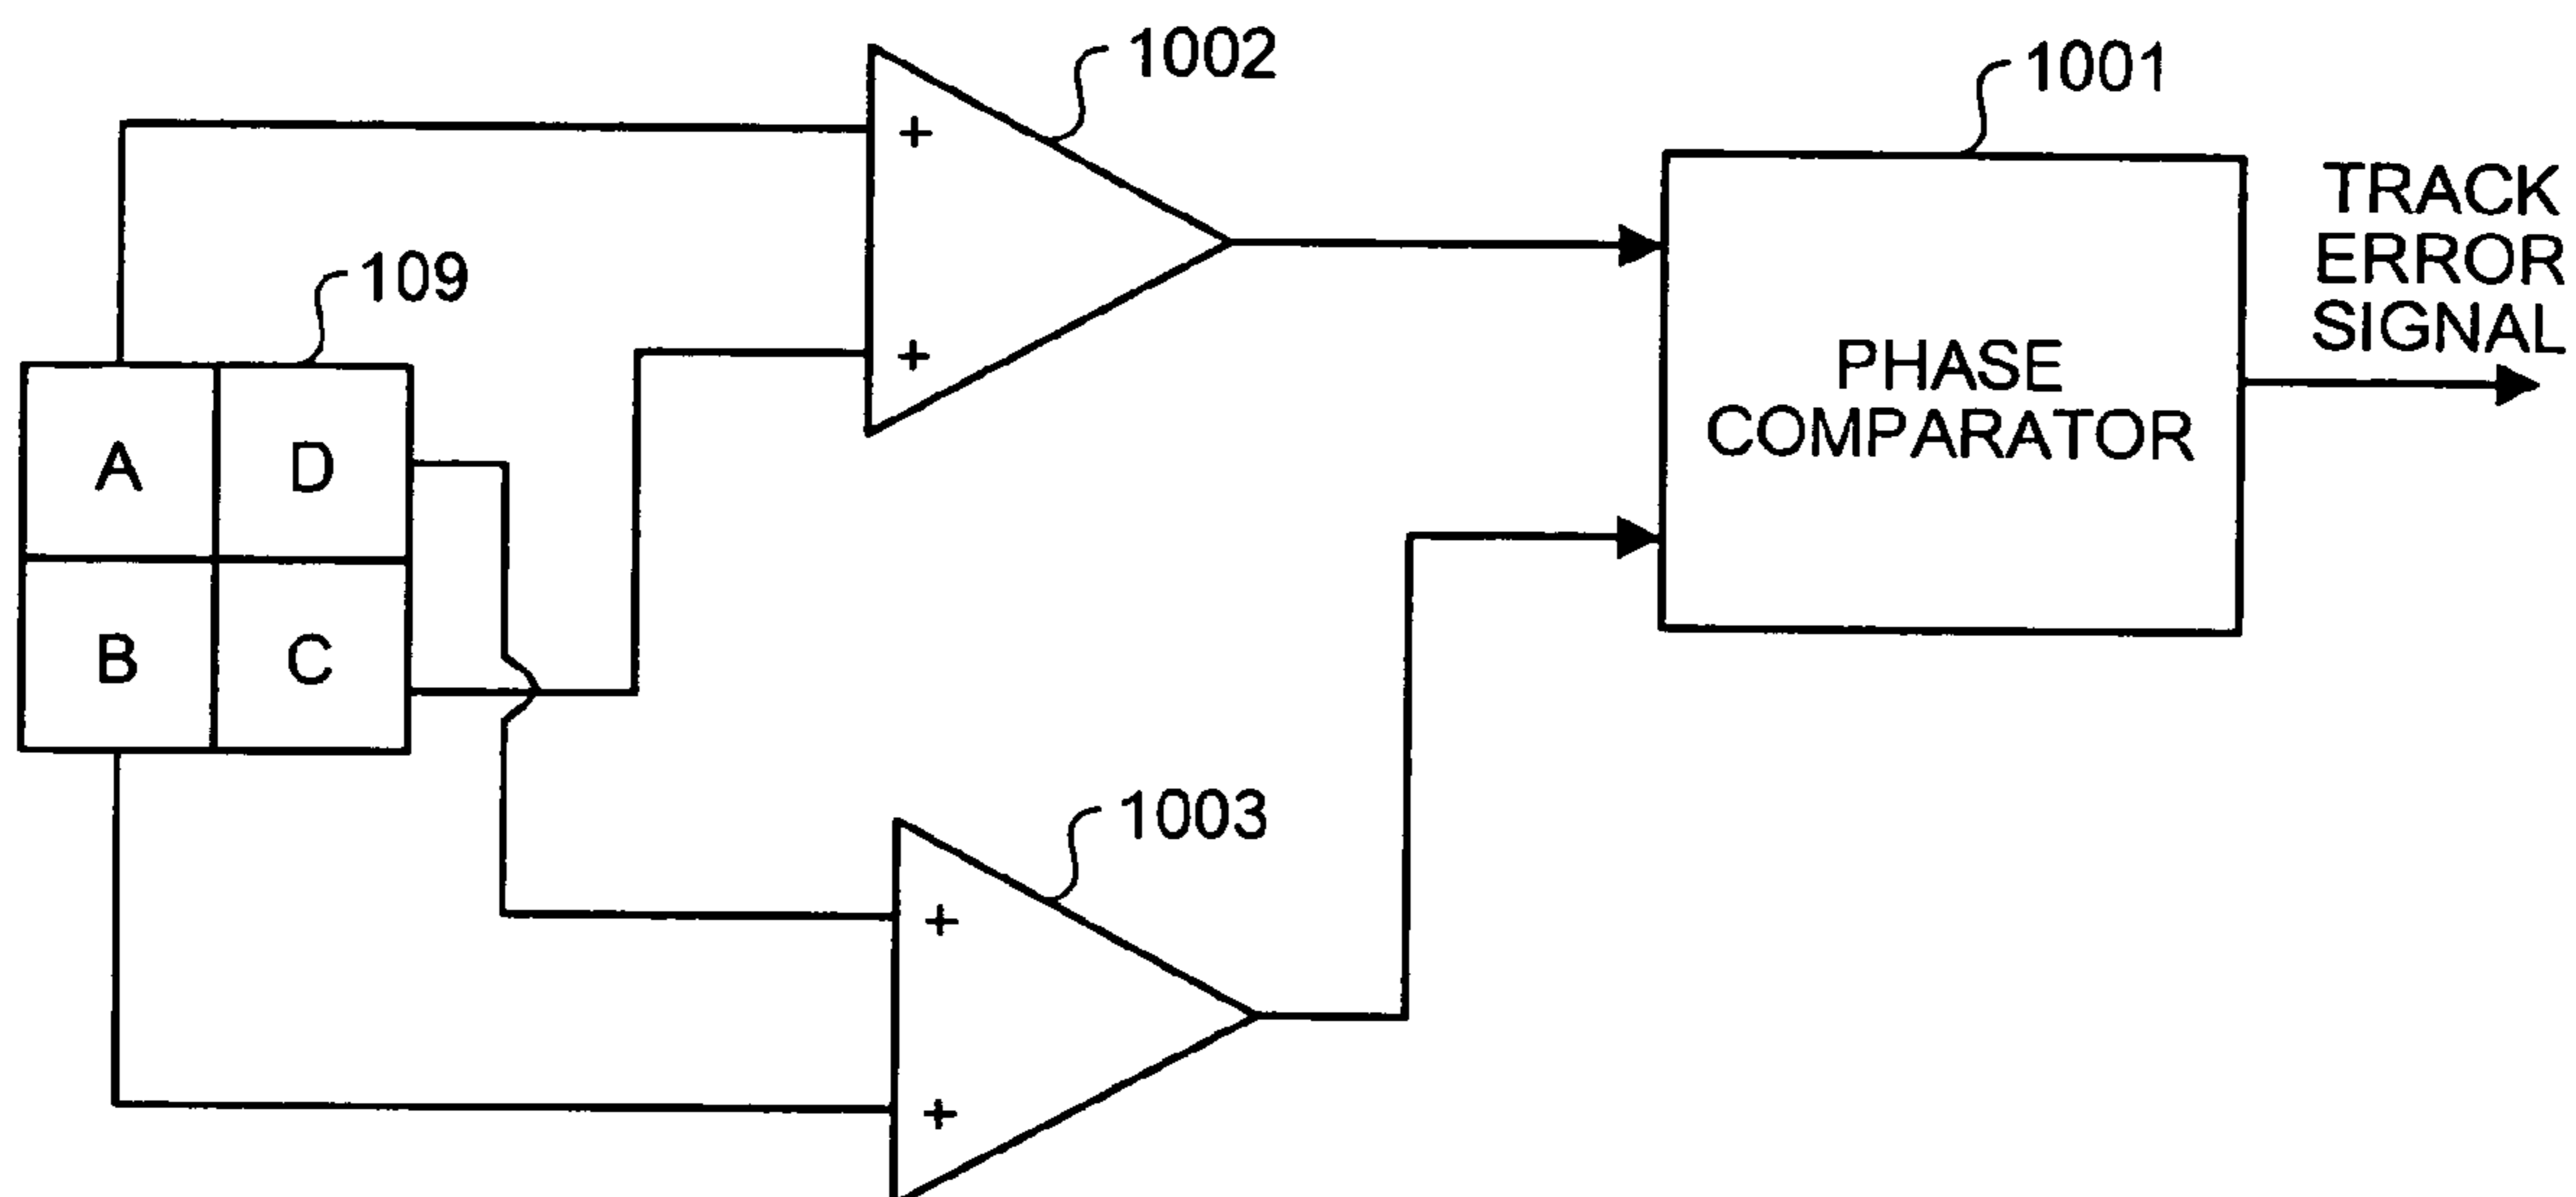 1002
1001
+
TRACK
ERROR
SIGNAL
109
+
PHASE
COMPARATOR
A
D
B
C
1003
+
+